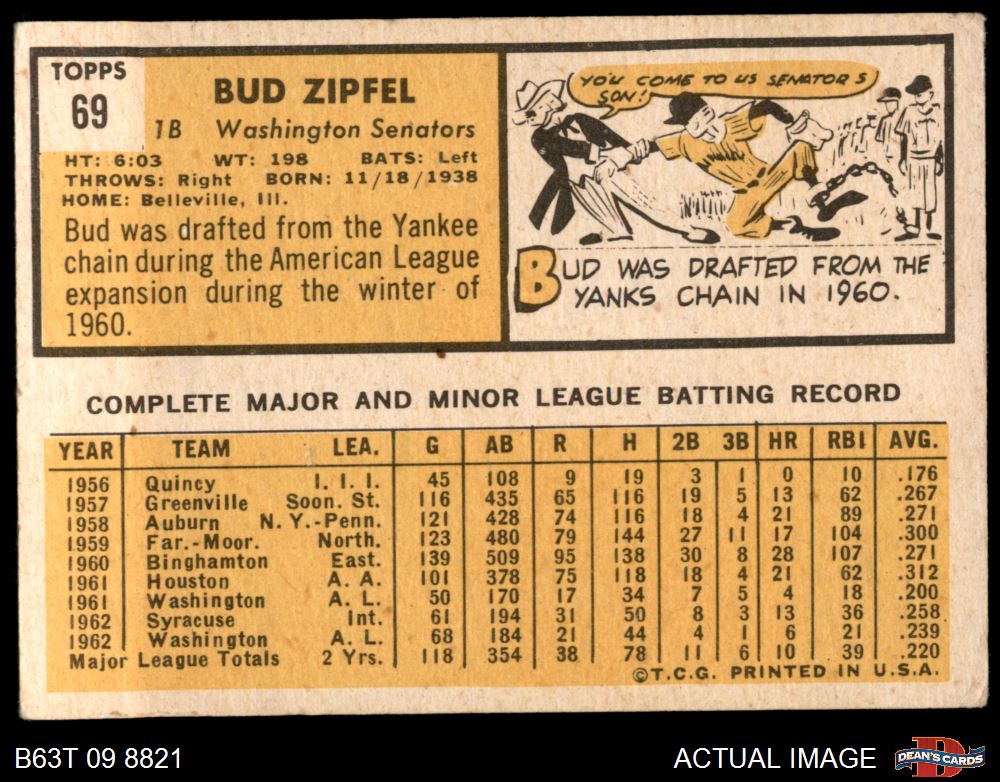 TOPPS
69
BUD ZIPFEL
1B Washington Senators
HT: 6:03 WT: 198 BATS: Left
THROWS: Right BORN: 11/18/1938
HOME: Belleville, Ill.
Bud was drafted from the Yankee
chain during the American League
expansion during the winter of
1960.
YOU COME TO US SENATORS
SON!
BUD WAS DRAFTED FROM THE
YANKS CHAIN IN 1960.
COMPLETE MAJOR AND MINOR LEAGUE BATTING RECORD
YEAR TEAM LEA. G AB R H 2B 3B HR RBI AVG.
1956 Quincy I. I. I. 45 108 9 19 3 1 0 10 .176
1957 Greenville Soon. St. 116 435 65 116 19 5 13 62 .267
1958 Auburn N. Y.-Penn. 121 428 74 116 18 4 21 89 .271
1959 Far.-Moor. North. 123 480 79 144 27 11 17 104 .300
1960 Binghamton East. 139 509 95 138 30 8 28 107 .271
1961 Houston A. A. 101 378 75 118 18 4 21 62 .312
1961 Washington A. L. 50 170 17 34 7 5 4 18 .200
1962 Syracuse Int. 61 194 31 50 8 3 13 36 .258
1962 Washington A. L. 68 184 21 44 4 1 6 21 .239
Major League Totals 2 Yrs. 118 354 38 78 11 6 10 39 .220
©T.C.G. PRINTED IN U.S.A.
B63T 09 8821 ACTUAL IMAGE
D
DEAN'S CARDS